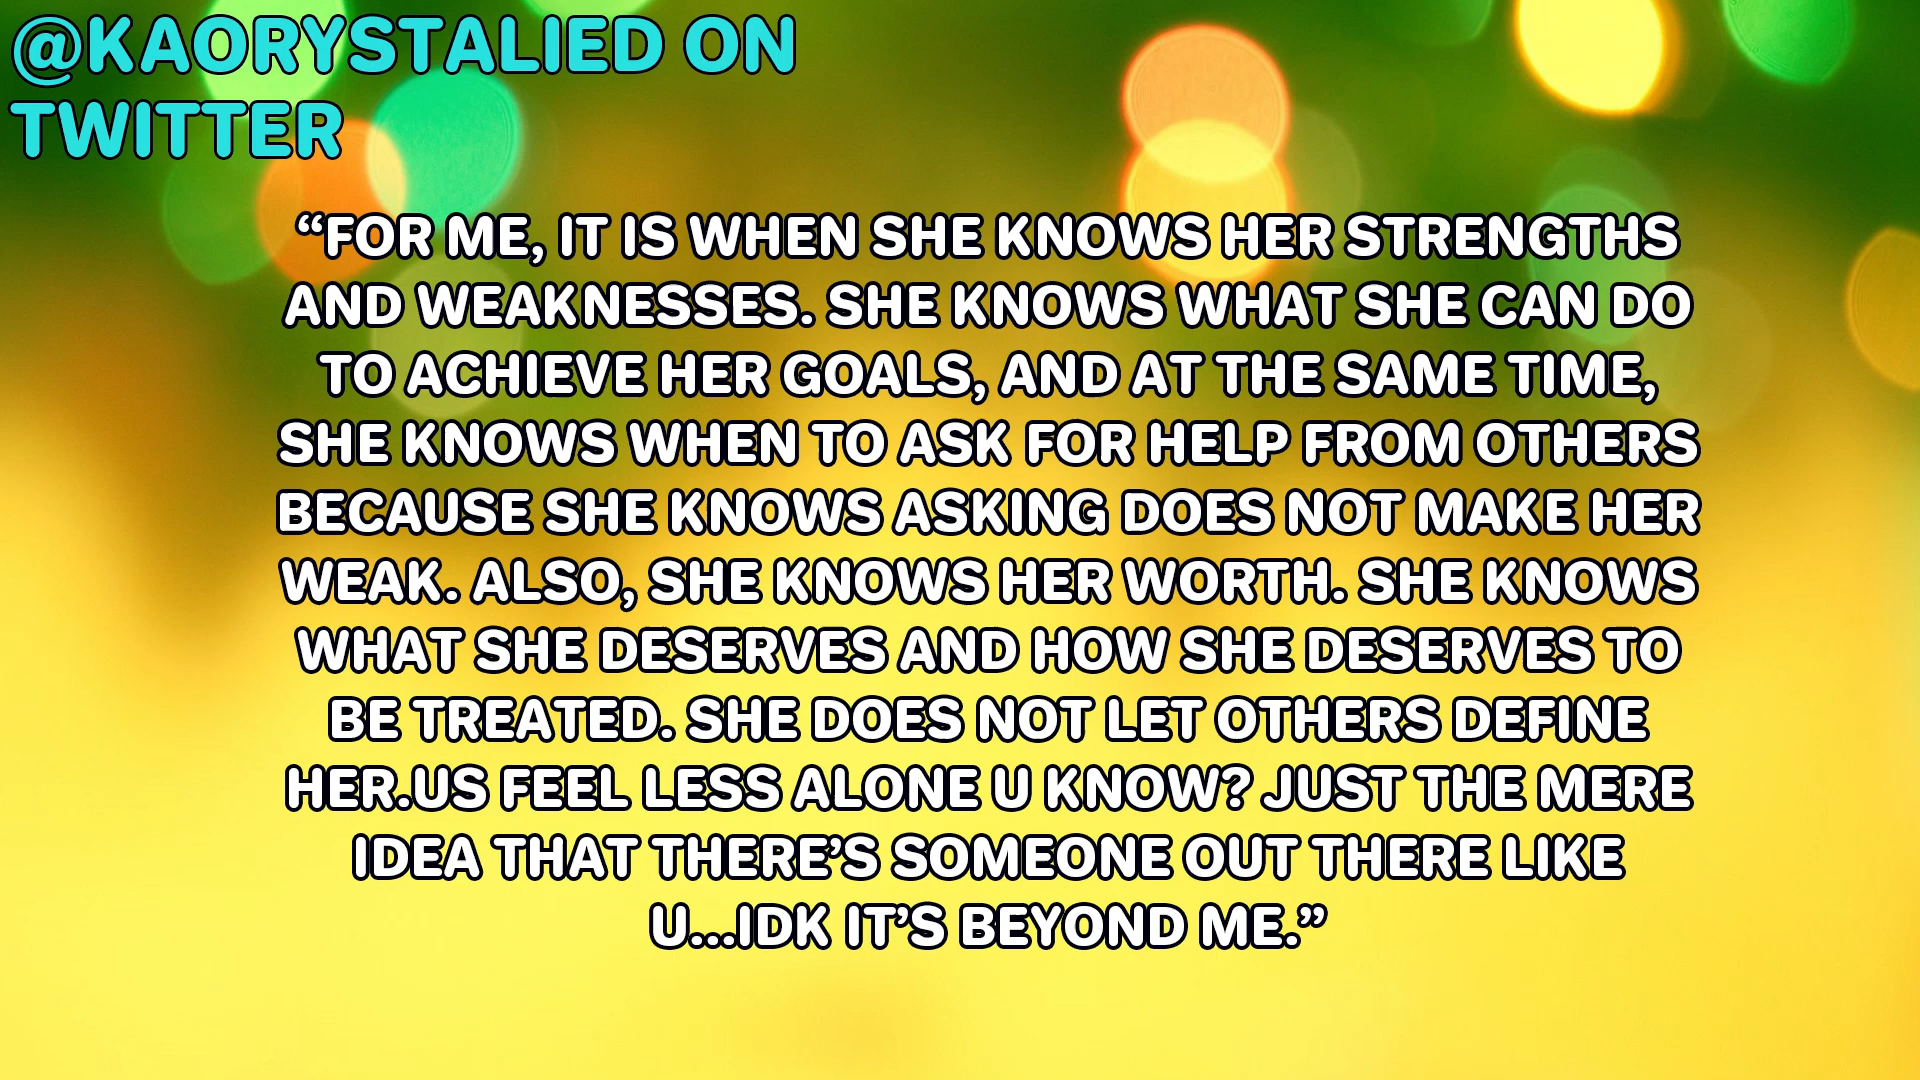 @KAORYSTALIED ON
TWITTER
“FOR ME, IT IS WHEN SHE KNOWS HER STRENGTHS
AND WEAKNESSES. SHE KNOWS WHAT SHE CAN DO
TO ACHIEVE HER GOALS, AND AT THE SAME TIME,
SHE KNOWS WHEN TO ASK FOR HELP FROM OTHERS
BECAUSE SHE KNOWS ASKING DOES NOT MAKE HER
WEAK. ALSO, SHE KNOWS HER WORTH. SHE KNOWS
WHAT SHE DESERVES AND HOW SHE DESERVES TO
BE TREATED. SHE DOES NOT LET OTHERS DEFINE
HER.US FEEL LESS ALONE U KNOW? JUST THE MERE
IDEA THAT THERE’S SOMEONE OUT THERE LIKE
U...IDK IT’S BEYOND ME.”